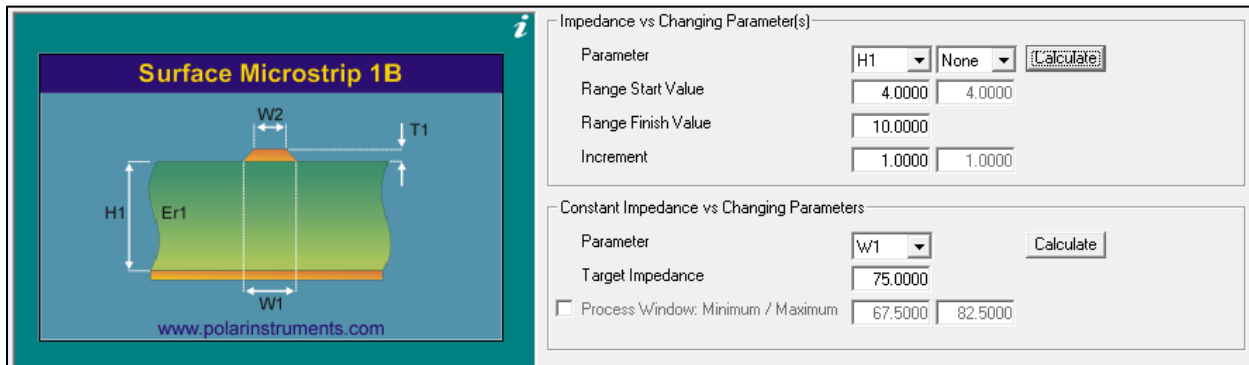 i
Surface Microstrip 1B
W2
T1
H1
Er1
W1
www.polarinstruments.com
Impedance vs Changing Parameter(s)
Parameter H1 None Calculate
Range Start Value 4.0000 4.0000
Range Finish Value 10.0000
Increment 1.0000 1.0000
Constant Impedance vs Changing Parameters
Parameter W1 Calculate
Target Impedance 75.0000
Process Window: Minimum / Maximum 67.5000 82.5000